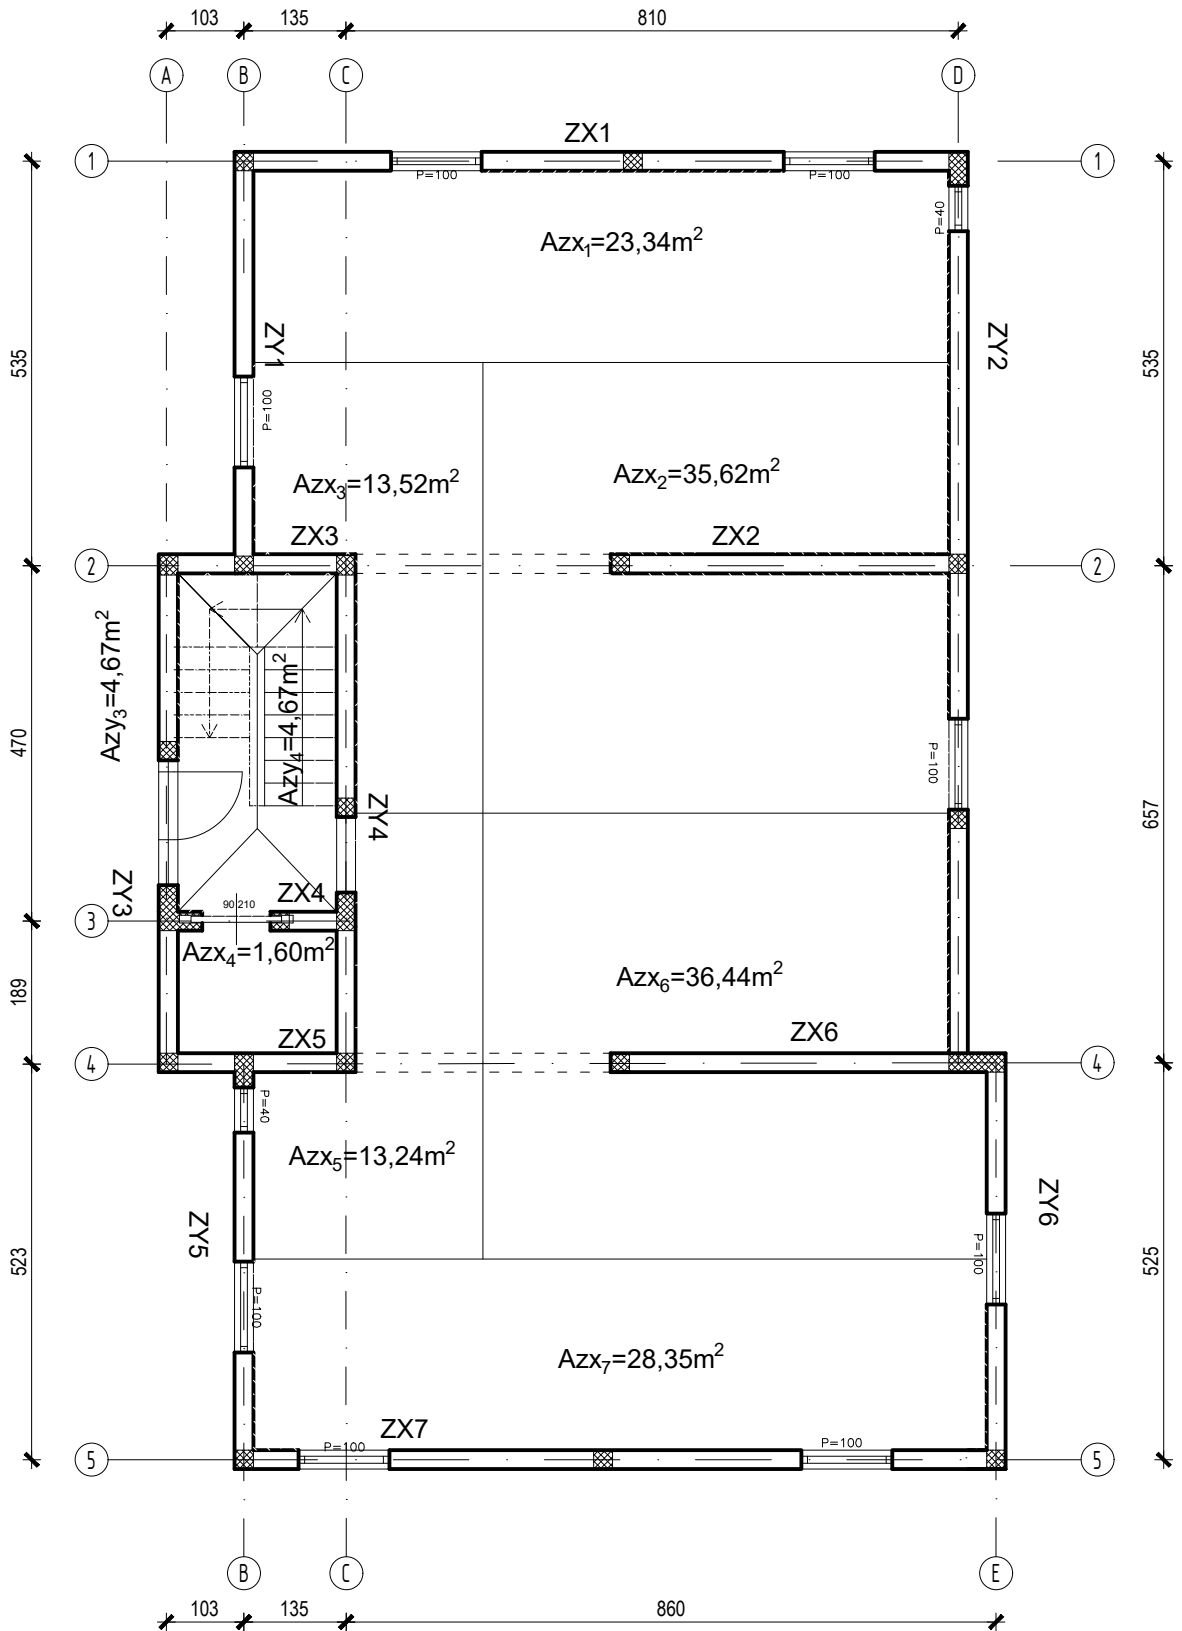 103 135 810
A B C D
ZX1
1 1
P=100 P=100
P=40
Azx₁=23,34m²
ZY1 ZY2
535 535
P=100
Azx₃=13,52m² Azx₂=35,62m²
ZX3 ZX2
2 2
Azy₃=4,67m²
Azy₄=4,67m²
470 P=100 657
ZY4
ZY3 ZX4
90 210
3
Azx₄=1,60m²
Azx₆=36,44m²
189
ZX5 ZX6
4 4
P=40
Azx₅=13,24m²
ZY5 ZY6
523 525
P=100
P=100
Azx₇=28,35m²
ZX7
P=100 P=100
5 5
B C E
103 135 860